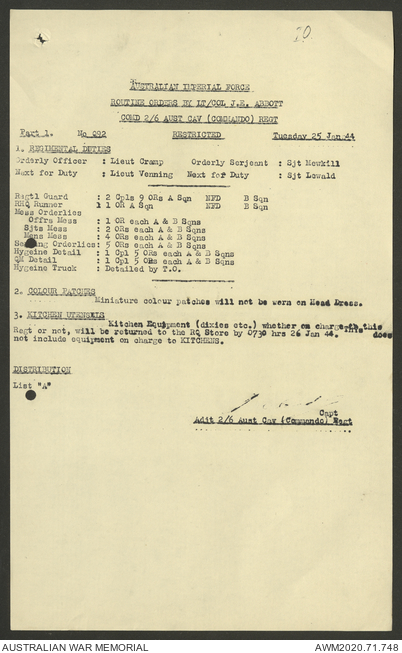 20.
AUSTRALIAN IMPERIAL FORCE
ROUTINE ORDERS BY LT/COL J.E. ABBOTT
COMD 2/6 AUST CAV (COMMANDO) REGT
Part 1. No 092 RESTRICTED Tuesday 25 Jan 44
1. REGIMENTAL DUTIES
Orderly Officer : Lieut Cramp Orderly Serjeant : Sjt Mewkill
Next for Duty : Lieut Venning Next for Duty : Sjt Lewald
Regtl Guard : 2 Cpls 9 ORs A Sqn NFD B Sqn
RHQ Runner 1 1 OR A Sqn NFD B Sqn
Mess Orderlies
Offrs Mess : 1 OR each A & B Sqns
Sjts Mess : 2 ORs each A & B Sqns
Mens Mess : 4 ORs each A & B Sqns
Orderlies: 5 ORs each A & B Sqns
Hygeine Detail : 1 Cpl 5 ORs each A & B Sqns
QM Detail : 1 Cpl 5 ORs each A & B Sqns
Hygeine Truck : Detailed by T.O.
2. COLOUR PATCHES
Miniature colour patches will not be worn on Head Dress.
3. KITCHEN UTENSILS
Kitchen Equipment (dixies etc.) whether on charge to this
Regt or not, will be returned to the RQ Store by 0730 hrs 26 Jan 44. This does
not include equipment on charge to KITCHENS.
DISTRIBUTION
List "A"
Capt
Adjt 2/6 Aust Cav (Commando) Regt
AUSTRALIAN WAR MEMORIAL AWM2020.71.748